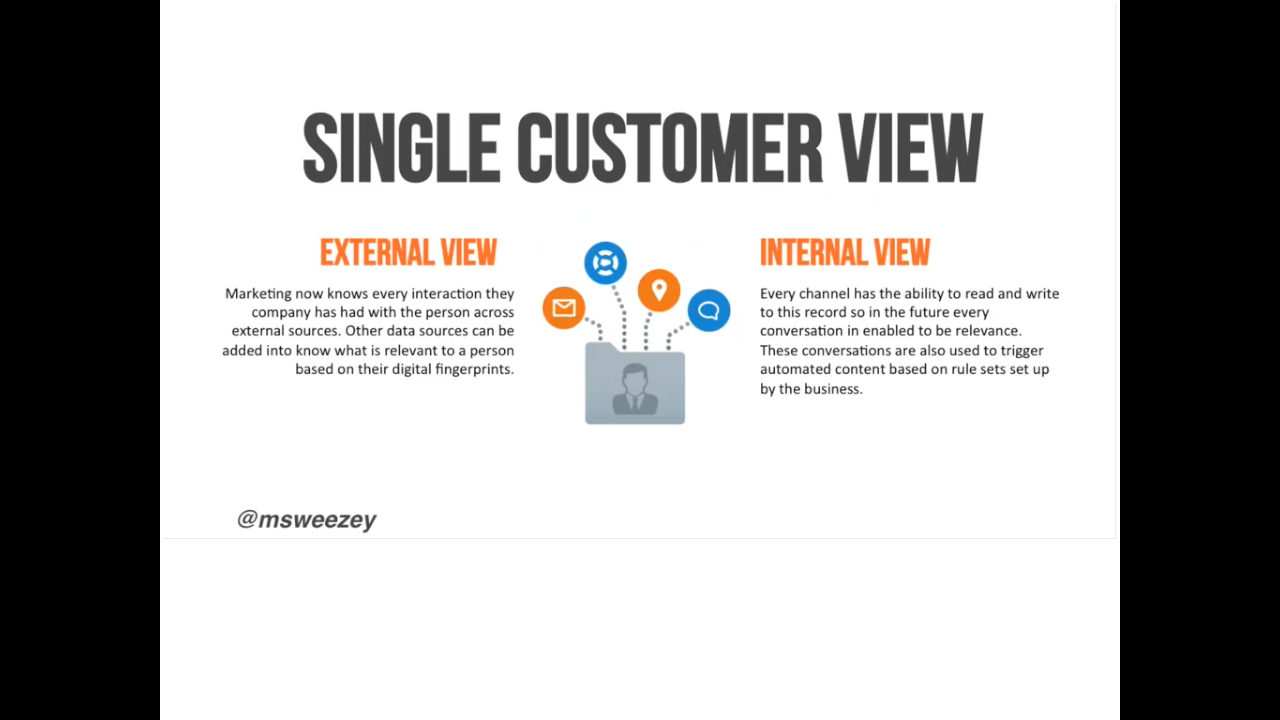 SINGLE CUSTOMER VIEW
EXTERNAL VIEW
Marketing now knows every interaction they
company has had with the person across
external sources. Other data sources can be
added into know what is relevant to a person
based on their digital fingerprints.
INTERNAL VIEW
Every channel has the ability to read and write
to this record so in the future every
conversation in enabled to be relevance.
These conversations are also used to trigger
automated content based on rule sets set up
by the business.
@msweezey